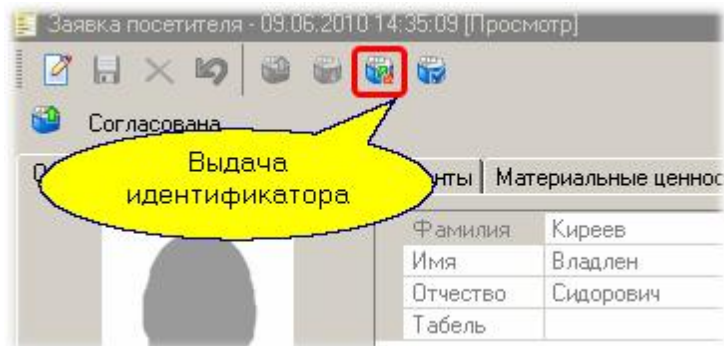 Заявка посетителя - 09.06.2010 14:35:09 [Просмотр]
Согласована
Выдача
идентификатора
нты Материальные ценнос
Фамилия Киреев
Имя Владлен
Отчество Сидорович
Табель